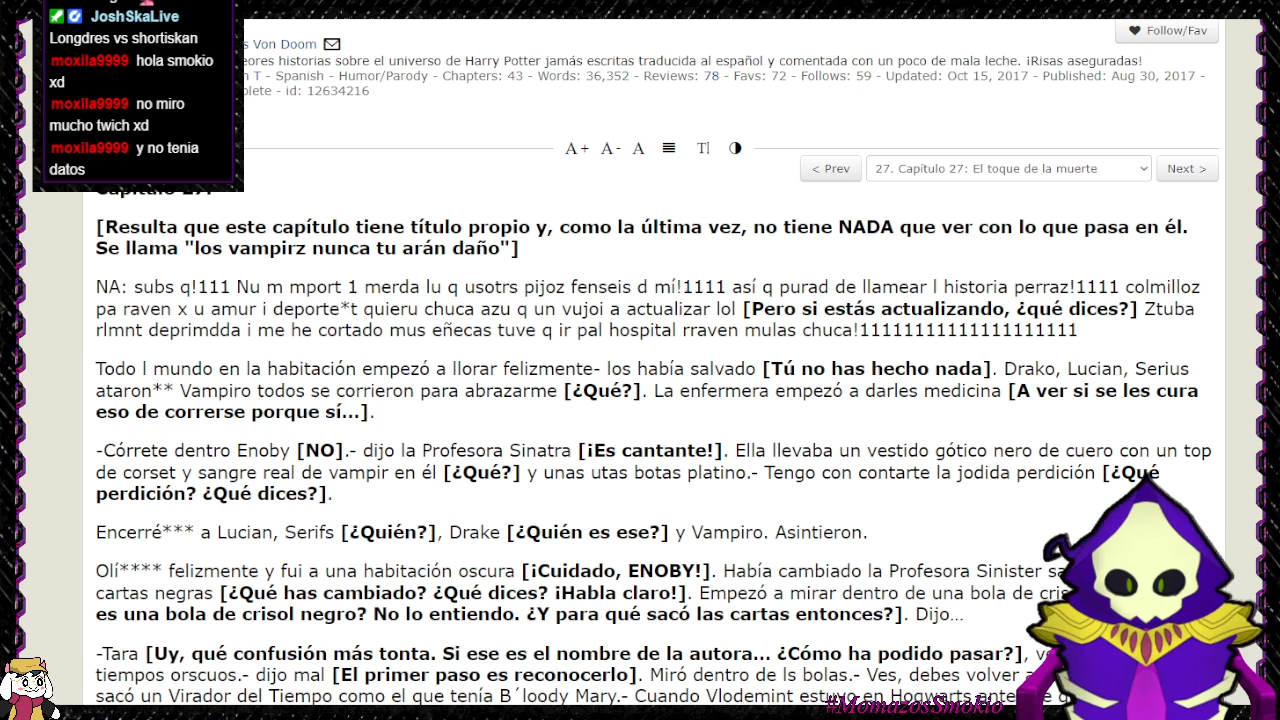 JoshSkaLive
Longdres vs shortiskan
moxila9999 hola smokio
xd
moxila9999 no miro
mucho twich xd
moxila9999 y no tenia
datos
s Von Doom
Follow/Fav
eores historias sobre el universo de Harry Potter jamás escritas traducida al español y comentada con un poco de mala leche. ¡Risas aseguradas!
n T - Spanish - Humor/Parody - Chapters: 43 - Words: 36,352 - Reviews: 78 - Favs: 72 - Follows: 59 - Updated: Oct 15, 2017 - Published: Aug 30, 2017 -
plete - id: 12634216
A+ A- A
< Prev 27. Capítulo 27: El toque de la muerte Next >
[Resulta que este capítulo tiene título propio y, como la última vez, no tiene NADA que ver con lo que pasa en él.
Se llama "los vampirz nunca tu arán daño"]
NA: subs q!111 Nu m mport 1 merda lu q usotrs pijoz fenseis d mí!1111 así q purad de llamear l historia perraz!1111 colmilloz
pa raven x u amur i deporte*t quieru chuca azu q un vujoi a actualizar lol [Pero si estás actualizando, ¿qué dices?] Ztuba
rlmnt deprimdda i me he cortado mus eñecas tuve q ir pal hospital rraven mulas chuca!11111111111111111111
Todo l mundo en la habitación empezó a llorar felizmente- los había salvado [Tú no has hecho nada]. Drako, Lucian, Serius
ataron** Vampiro todos se corrieron para abrazarme [¿Qué?]. La enfermera empezó a darles medicina [A ver si se les cura
eso de correrse porque sí...].
-Córrete dentro Enoby [NO].- dijo la Profesora Sinatra [¡Es cantante!]. Ella llevaba un vestido gótico nero de cuero con un top
de corset y sangre real de vampir en él [¿Qué?] y unas utas botas platino.- Tengo con contarte la jodida perdición [¿Qué
perdición? ¿Qué dices?].
Encerré*** a Lucian, Serifs [¿Quién?], Drake [¿Quién es ese?] y Vampiro. Asintieron.
Olí**** felizmente y fui a una habitación oscura [¡Cuidado, ENOBY!]. Había cambiado la Profesora Sinister sa
cartas negras [¿Qué has cambiado? ¿Qué dices? ¡Habla claro!]. Empezó a mirar dentro de una bola de cris
es una bola de crisol negro? No lo entiendo. ¿Y para qué sacó las cartas entonces?]. Dijo...
-Tara [Uy, qué confusión más tonta. Si ese es el nombre de la autora... ¿Cómo ha podido pasar?], ve
tiempos orscuos.- dijo mal [El primer paso es reconocerlo]. Miró dentro de ls bolas.- Ves, debes volver a
sacó un Virador del Tiempo como el que tenía B´loody Mary.- Cuando Vlodemint estuvo en Hogwarts
#MomazosSmokio